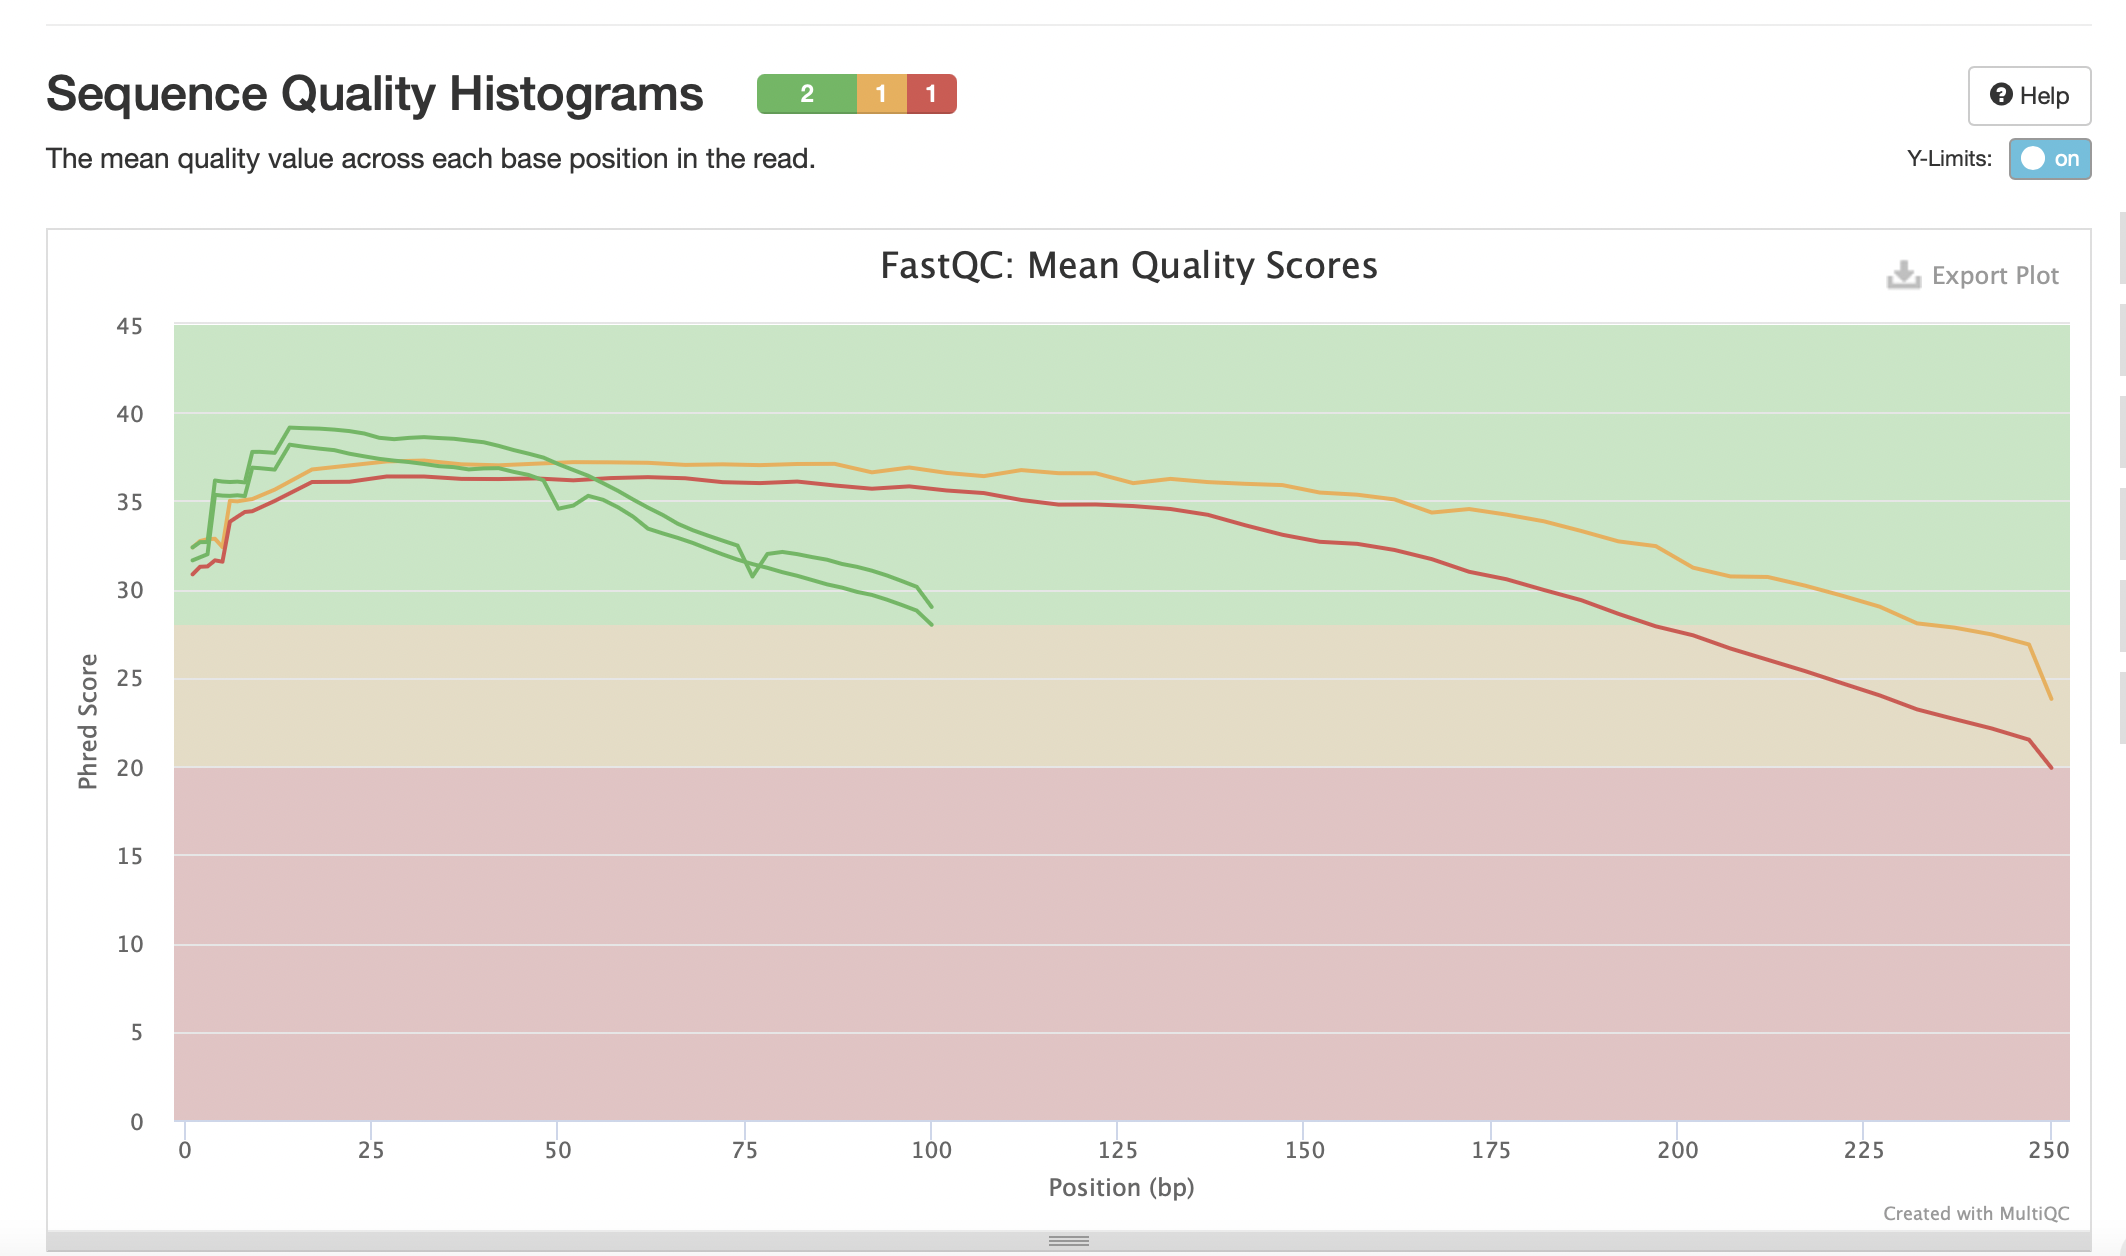 Sequence Quality Histograms 2 1 1
Help
The mean quality value across each base position in the read.
Y-Limits: on
FastQC: Mean Quality Scores
Export Plot
45
40
35
30
25
20
15
10
5
0
Phred Score
0 25 50 75 100 125 150 175 200 225 250
Position (bp)
Created with MultiQC